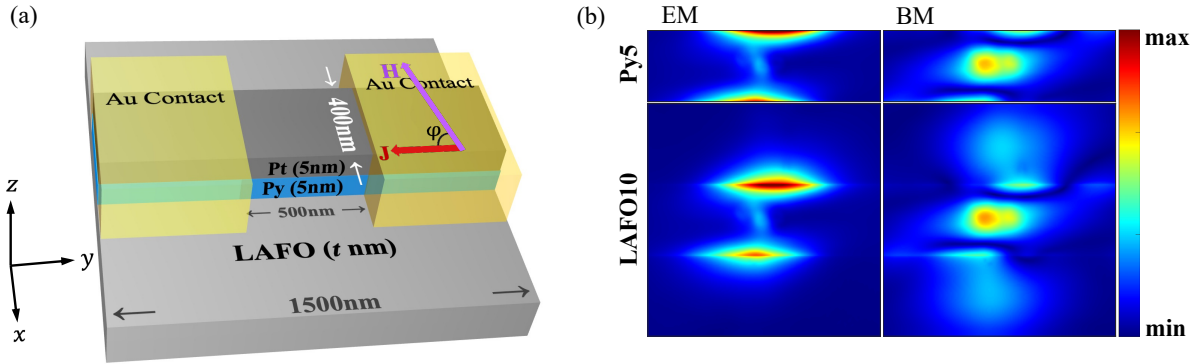 (a)
Au Contact
H
Au Contact
400nm
φ
J
Pt (5nm)
Py (5nm)
500nm
LAFO (t nm)
1500nm
z
y
x
(b)
EM
BM
Py5
LAFO10
max
min